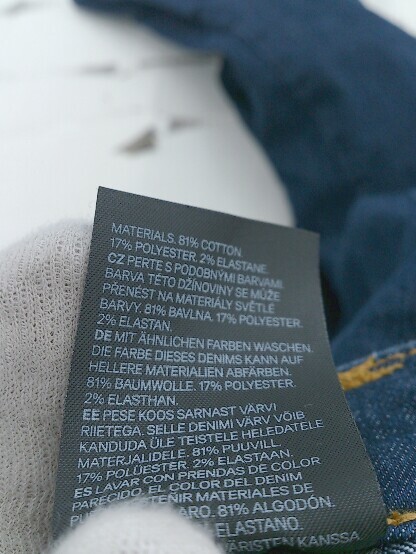 MATERIALS. 81% COTTON
17% POLYESTER. 2% ELASTANE.
CZ PERTE S PODOBNÝMI BARVAMI
BARVA TÉTO DŽÍNOVINY SE MŮŽE
PŘENÉST NA MATERIÁLY SVĚTLÉ
BARVY. 81% BAVLNA. 17% POLYESTER.
2% ELASTAN.
DE MIT ÄHNLICHEN FARBEN WASCHEN.
DIE FARBE DIESES DENIMS KANN AUF
HELLERE MATERIALIEN ABFÄRBEN.
81% BAUMWOLLE. 17% POLYESTER.
2% ELASTHAN.
EE PESE KOOS SARNAST VÄRVI
RIIETEGA. SELLE DENIMI VÄRV VÕIB
KANDUDA ÜLE TEISTELE HELEDATELE
MATERJALIDELE. 81% PUUVILL.
17% POLÜESTER. 2% ELASTAAN.
ES LAVAR CON PRENDAS DE COLOR
PARECIDO. EL COLOR DEL DENIM
TEÑIR MATERIALES DE
81% ALGODÓN.
ELASTANO.
KANSSA